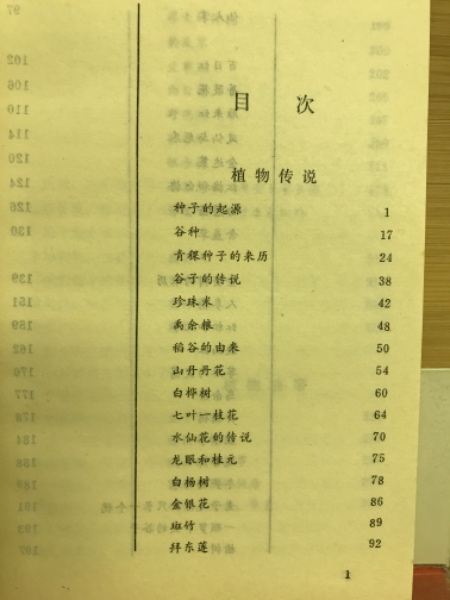 目 次
植物传说
种子的起源 1
谷种 17
青稞种子的来历 24
谷子的传说 38
珍珠米 42
禹余粮 48
稻谷的由来 50
山丹丹花 54
白桦树 60
七叶一枝花 64
水仙花的传说 70
龙眼和桂元 75
白杨树 78
金银花 86
斑竹 89
拜东莲 92
1